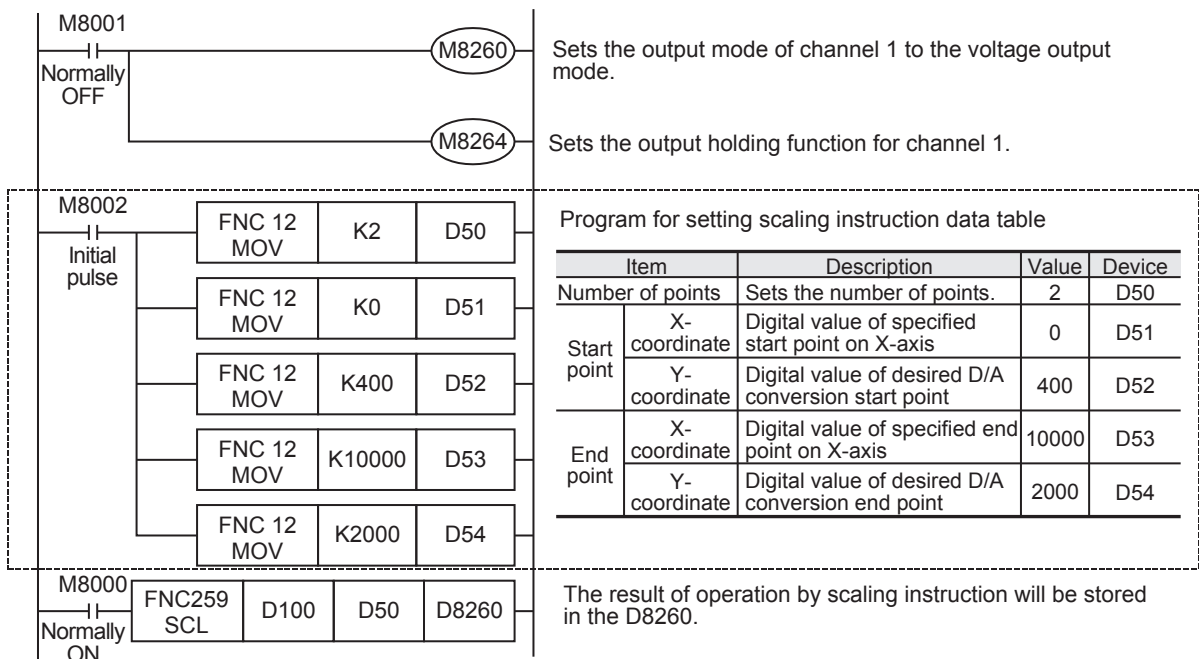 M8001
Normally
OFF
M8260
Sets the output mode of channel 1 to the voltage output
mode.
M8264
Sets the output holding function for channel 1.
M8002
Initial
pulse
FNC 12
MOV
K2
D50
FNC 12
MOV
K0
D51
FNC 12
MOV
K400
D52
FNC 12
MOV
K10000
D53
FNC 12
MOV
K2000
D54
Program for setting scaling instruction data table
Item Description Value Device
Number of points Sets the number of points. 2 D50
Start
point
X-
coordinate
Digital value of specified
start point on X-axis
0
D51
Y-
coordinate
Digital value of desired D/A
conversion start point
400
D52
End
point
X-
coordinate
Digital value of specified end
point on X-axis
10000
D53
Y-
coordinate
Digital value of desired D/A
conversion end point
2000
D54
M8000
Normally
ON
FNC259
SCL
D100
D50
D8260
The result of operation by scaling instruction will be stored
in the D8260.